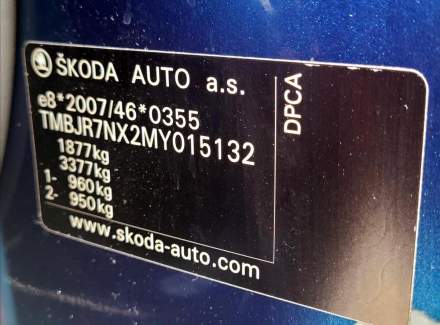 ŠKODA AUTO a.s.
e8*2007/46*0355
TMBJR7NX2MY015132
1877kg
3377kg
1- 960kg
2- 950kg
www.skoda-auto.com
DPCA